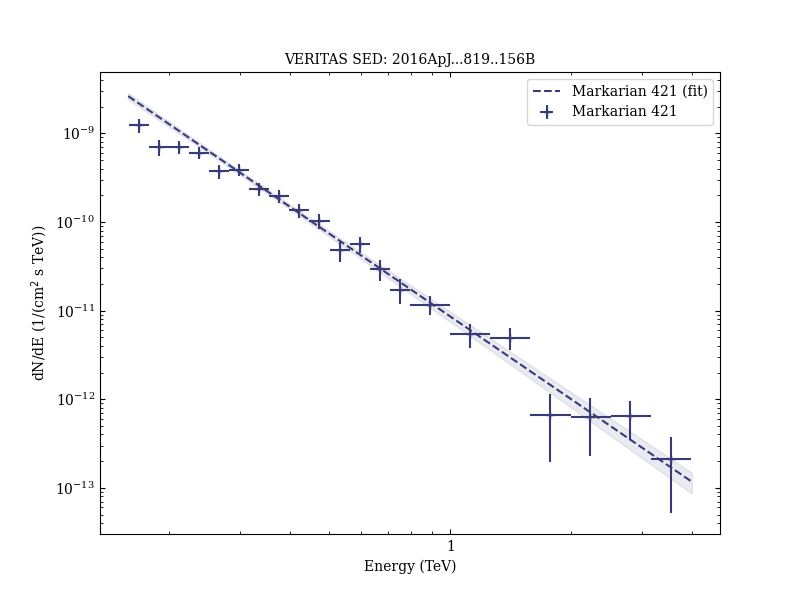 VERITAS SED: 2016ApJ...819..156B
Markarian 421 (fit)
Markarian 421
dN/dE (1/(cm² s TeV))
10⁻⁹
10⁻¹⁰
10⁻¹¹
10⁻¹²
10⁻¹³
1
Energy (TeV)